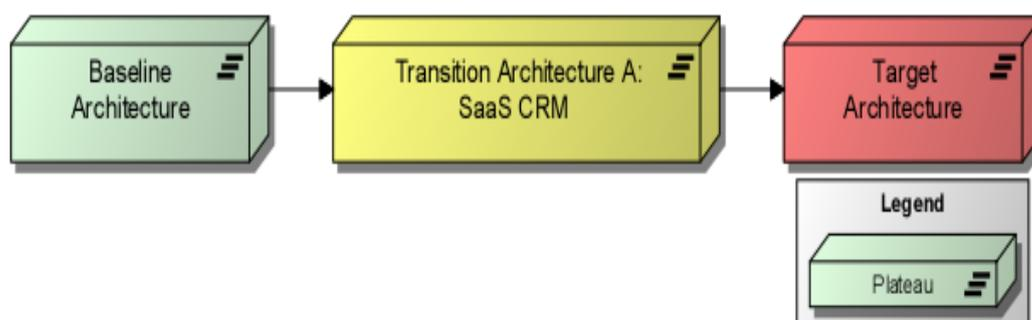 Baseline
Architecture
Transition Architecture A:
SaaS CRM
Target
Architecture
Legend
Plateau